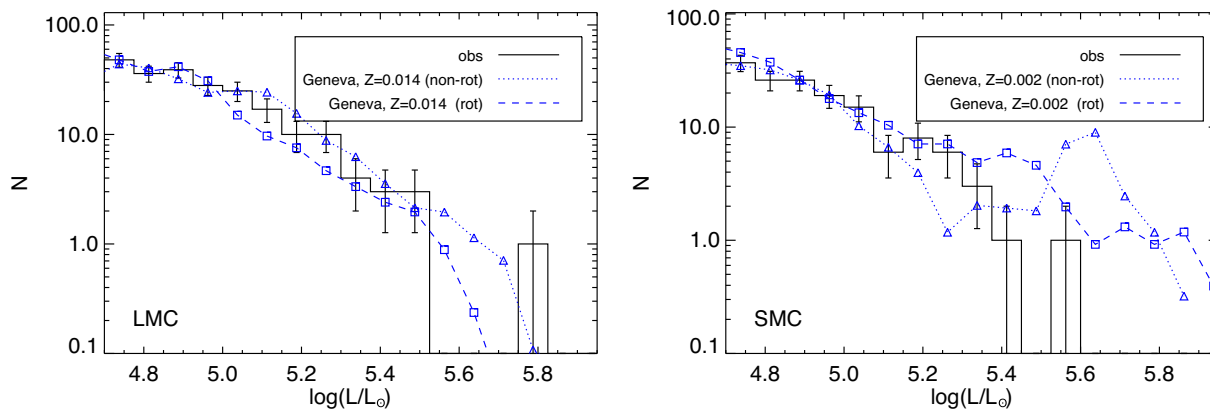 100.0
10.0
1.0
0.1
N
obs
Geneva, Z=0.014 (non-rot)
Geneva, Z=0.014 (rot)
LMC
4.8 5.0 5.2 5.4 5.6 5.8
log(L/L☉)
100.0
10.0
1.0
0.1
N
obs
Geneva, Z=0.002 (non-rot)
Geneva, Z=0.002 (rot)
SMC
4.8 5.0 5.2 5.4 5.6 5.8
log(L/L☉)